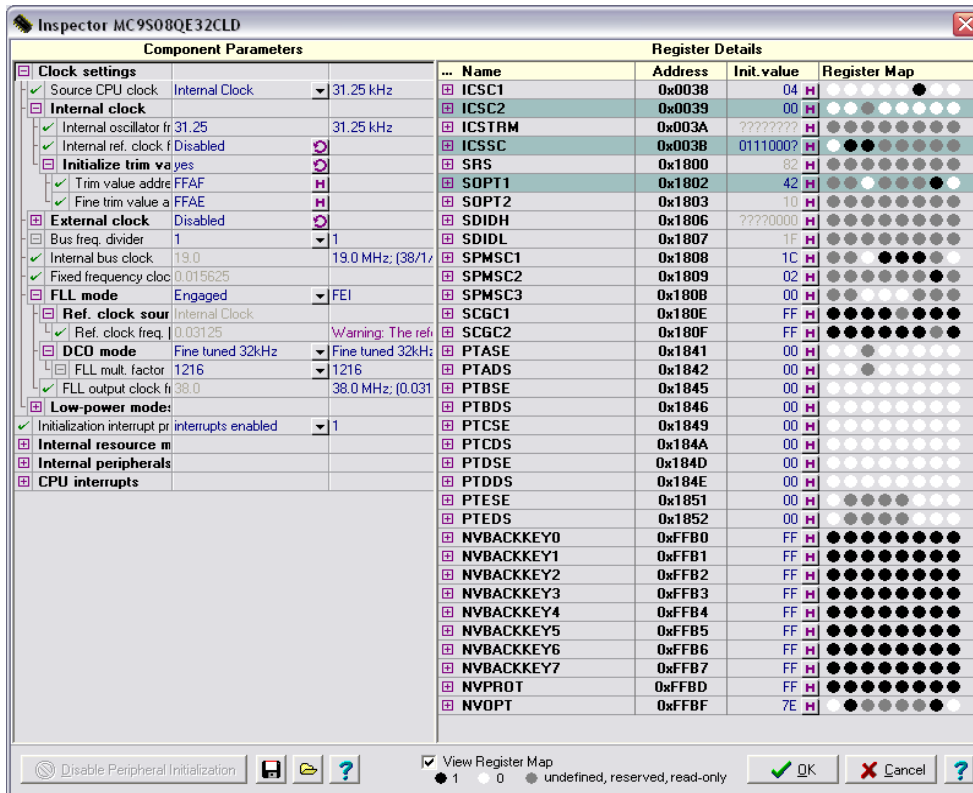 Inspector MC9S08QE32CLD
Component Parameters
Register Details
Clock settings
... Name Address Init.value Register Map
Source CPU clock Internal Clock 31.25 kHz
ICSC1 0x0038 04 H
Internal clock
ICSC2 0x0039 00 H
Internal oscillator fr 31.25 31.25 kHz
ICSTRM 0x003A ???????? H
Internal ref. clock f Disabled
ICSSC 0x003B 0111000? H
Initialize trim va yes
SRS 0x1800 82 H
Trim value addre FFAF H
SOPT1 0x1802 42 H
Fine trim value a FFAE H
SOPT2 0x1803 10 H
External clock Disabled
SDIDH 0x1806 ????0000 H
Bus freq. divider 1 1
SDIDL 0x1807 1F H
Internal bus clock 19.0 19.0 MHz; (38/1/
SPMSC1 0x1808 1C H
Fixed frequency cloc 0.015625
SPMSC2 0x1809 02 H
FLL mode Engaged FEI
SPMSC3 0x180B 00 H
Ref. clock sour Internal Clock
SCGC1 0x180E FF H
Ref. clock freq. [ 0.03125 Warning: The refe
SCGC2 0x180F FF H
DCO mode Fine tuned 32kHz Fine tuned 32kHz
PTASE 0x1841 00 H
FLL mult. factor 1216 1216
PTADS 0x1842 00 H
FLL output clock fr 38.0 38.0 MHz; (0.031
PTBSE 0x1845 00 H
Low-power modes
PTBDS 0x1846 00 H
Initialization interrupt pr interrupts enabled 1
PTCSE 0x1849 00 H
Internal resource m
PTCDS 0x184A 00 H
Internal peripherals
PTDSE 0x184D 00 H
CPU interrupts
PTDDS 0x184E 00 H
PTESE 0x1851 00 H
PTEDS 0x1852 00 H
NVBACKKEY0 0xFFB0 FF H
NVBACKKEY1 0xFFB1 FF H
NVBACKKEY2 0xFFB2 FF H
NVBACKKEY3 0xFFB3 FF H
NVBACKKEY4 0xFFB4 FF H
NVBACKKEY5 0xFFB5 FF H
NVBACKKEY6 0xFFB6 FF H
NVBACKKEY7 0xFFB7 FF H
NVPROT 0xFFBD FF H
NVOPT 0xFFBF 7E H
Disable Peripheral Initialization
?
View Register Map
1 0 undefined, reserved, read-only
OK
Cancel
?